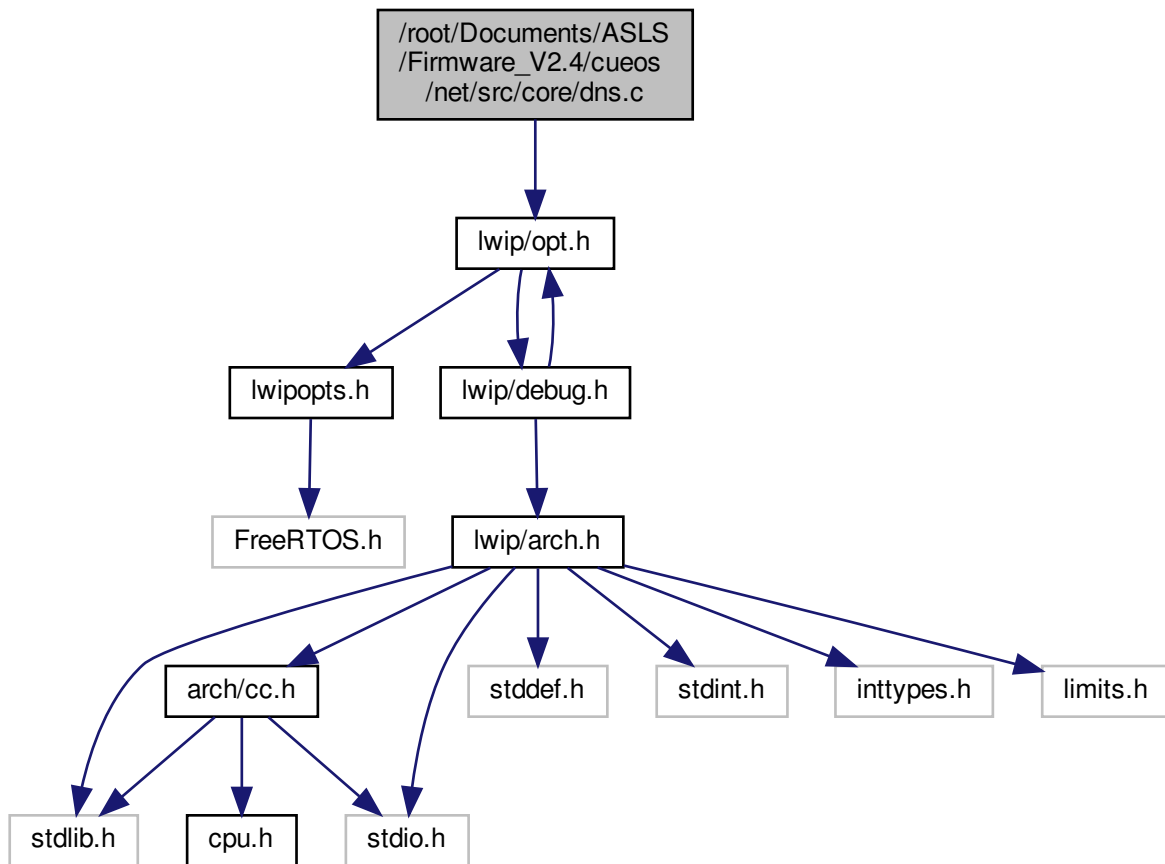 /root/Documents/ASLS
/Firmware_V2.4/cueos
/net/src/core/dns.c
lwip/opt.h
lwipopts.h
lwip/debug.h
FreeRTOS.h
lwip/arch.h
arch/cc.h
stddef.h
stdint.h
inttypes.h
limits.h
stdlib.h
cpu.h
stdio.h